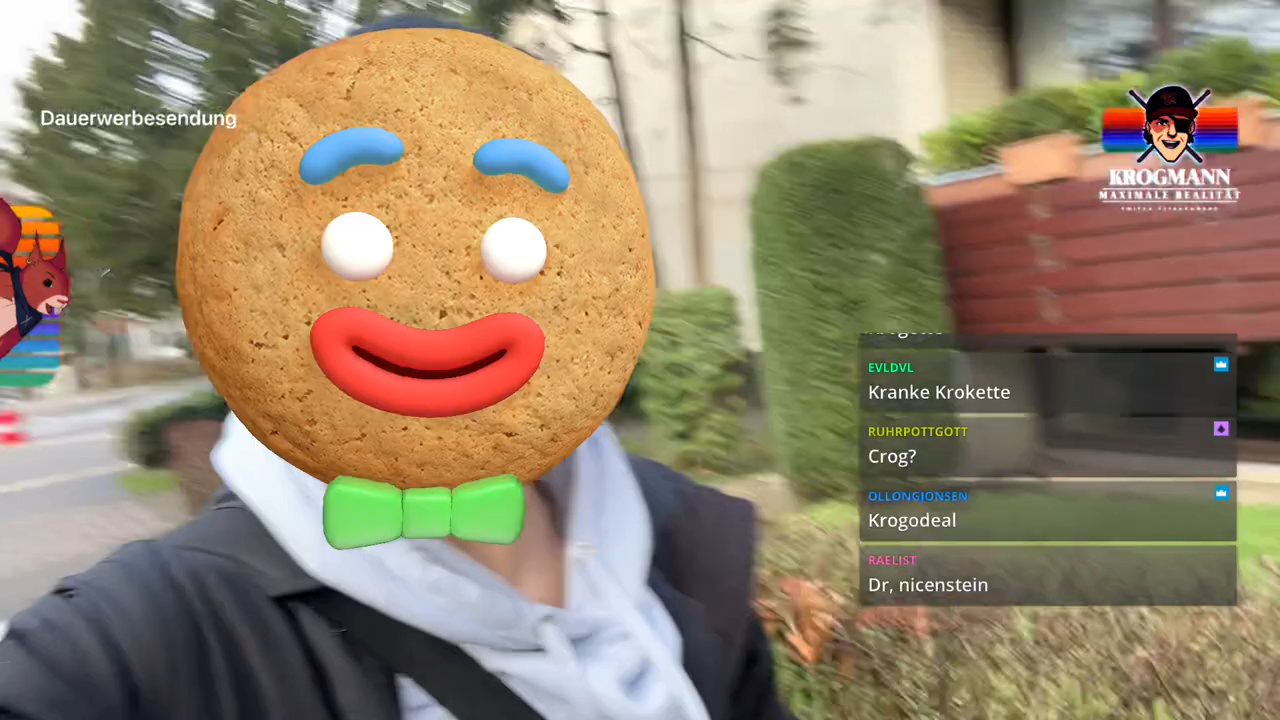 Dauerwerbesendung
KROGMANN
MAXIMALE REALITÄT
EVLDVL
Kranke Krokette
RUHRPOTTGOTT
Crog?
OLLONGJONSEN
Krogodeal
RAELIST
Dr, nicenstein